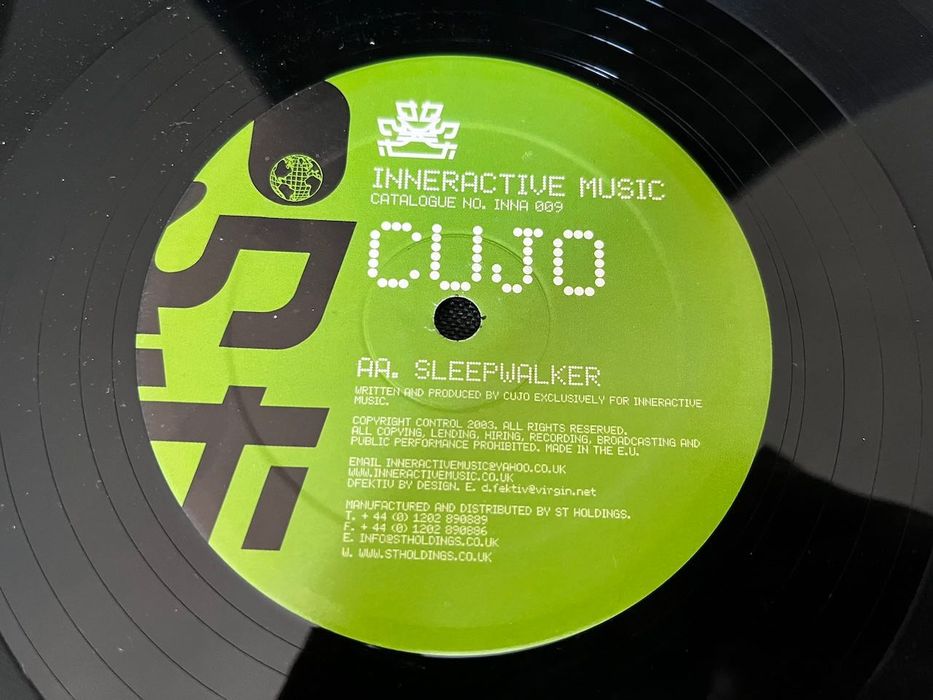 INNERACTIVE MUSIC
CATALOGUE NO. INNA 009
CUJO
AA. SLEEPWALKER
WRITTEN AND PRODUCED BY CUJO EXCLUSIVELY FOR INNERACTIVE
MUSIC.
COPYRIGHT CONTROL 2003. ALL RIGHTS RESERVED.
ALL COPYING, LENDING, HIRING, RECORDING, BROADCASTING AND
PUBLIC PERFORMANCE PROHIBITED. MADE IN THE E.U.
EMAIL INNERACTIVEMUSIC@YAHOO.CO.UK
WWW.INNERACTIVEMUSIC.CO.UK
DFEKTIV BY DESIGN. E. d.fektiv@virgin.net
MANUFACTURED AND DISTRIBUTED BY ST HOLDINGS.
T. + 44 (0) 1202 890889
F. + 44 (0) 1202 890886
E. INFO@STHOLDINGS.CO.UK
W. WWW.STHOLDINGS.CO.UK